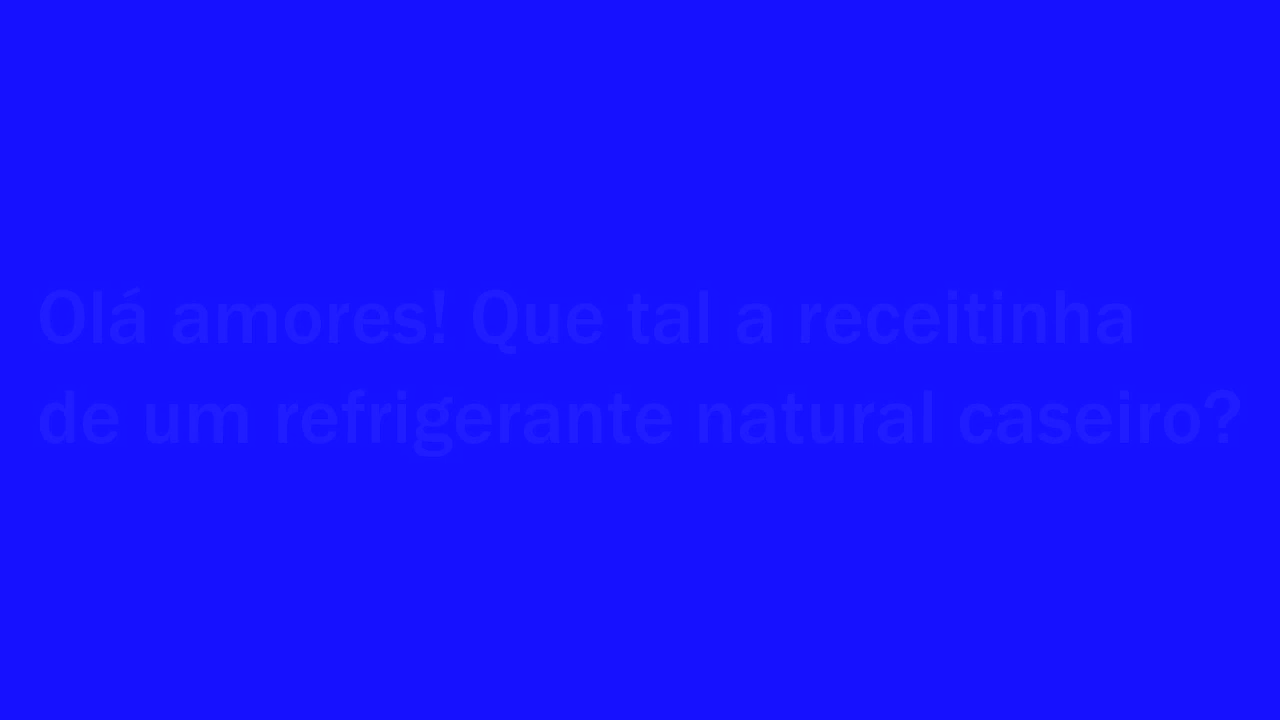 Olá amores! Que tal a receitinha
de um refrigerante natural caseiro?